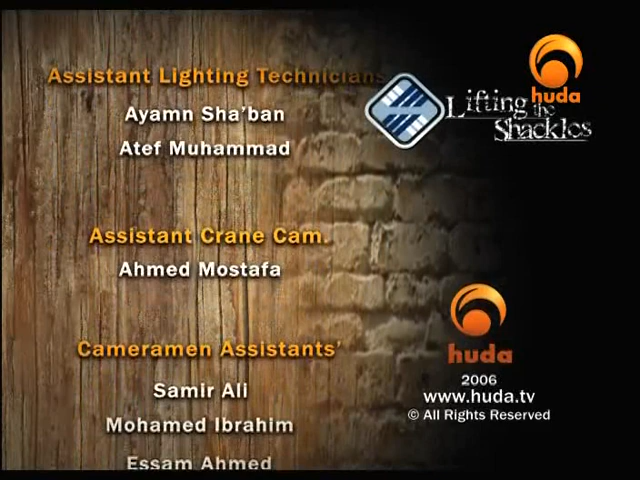 Assistant Lighting Technicians
Ayamn Sha'ban
Atef Muhammad
Assistant Crane Cam.
Ahmed Mostafa
Cameramen Assistants'
Samir Ali
Mohamed Ibrahim
Essam Ahmed
huda
Lifting the
Shackles
huda
2006
www.huda.tv
© All Rights Reserved